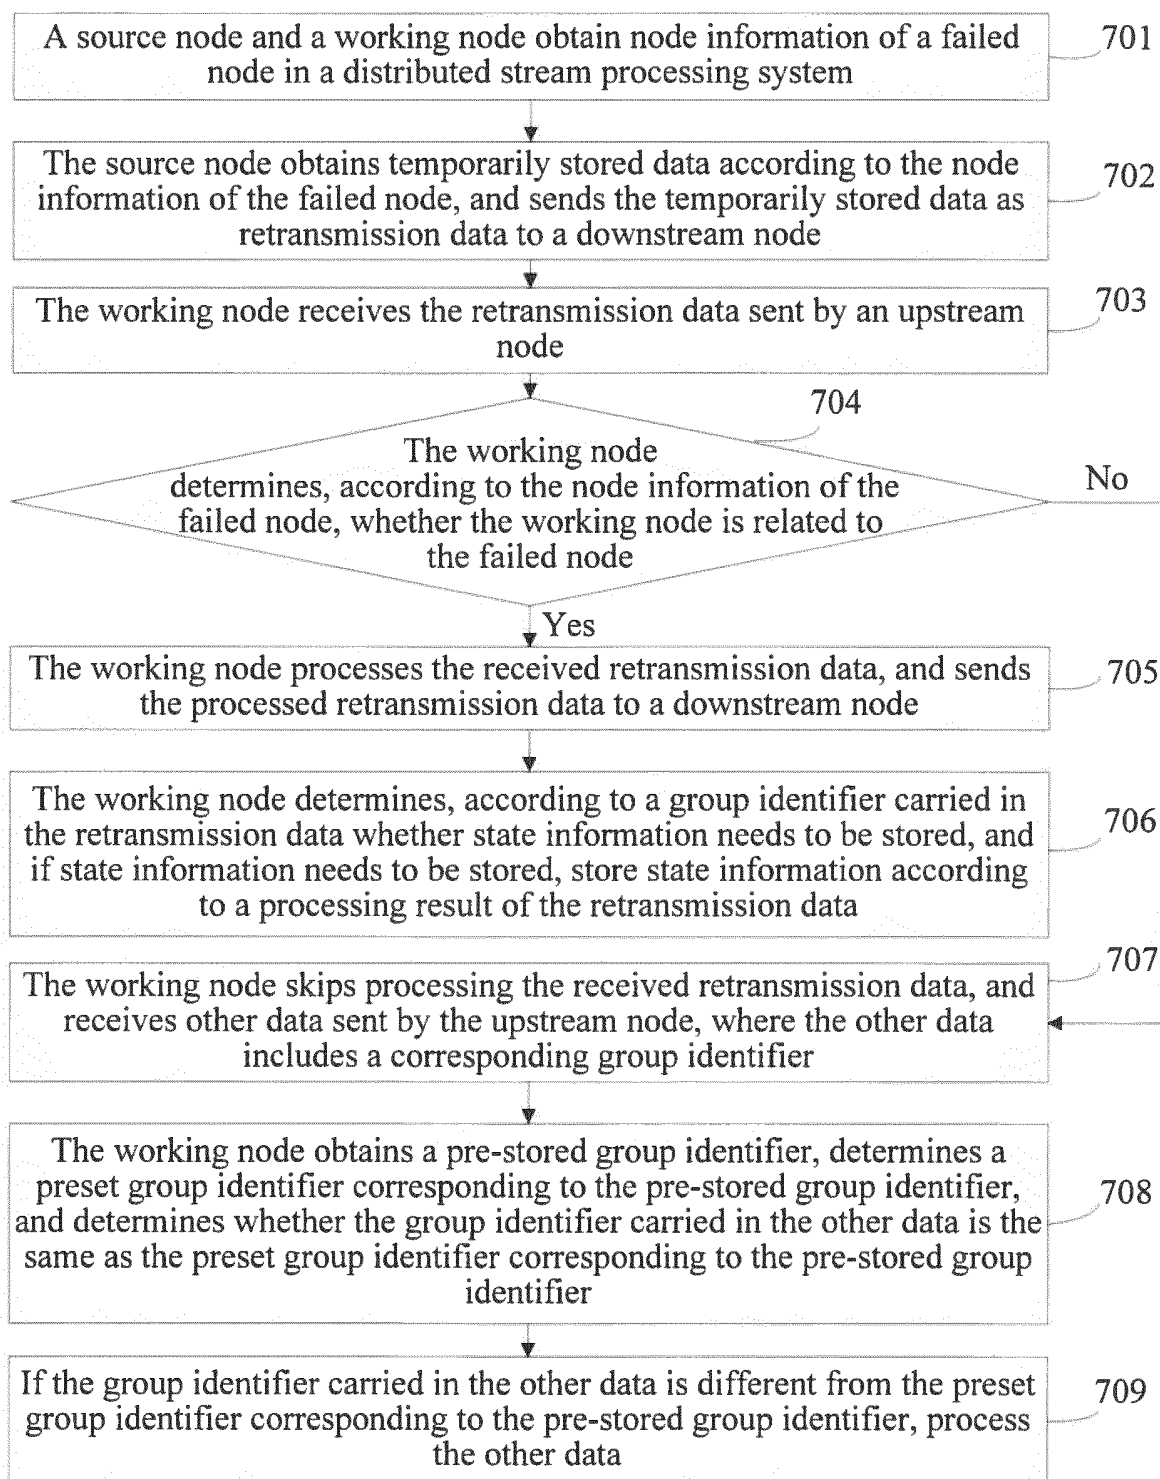 A source node and a working node obtain node information of a failed
node in a distributed stream processing system
701
The source node obtains temporarily stored data according to the node
information of the failed node, and sends the temporarily stored data as
retransmission data to a downstream node
702
The working node receives the retransmission data sent by an upstream
node
703
704
The working node
determines, according to the node information of the
failed node, whether the working node is related to
the failed node
No
Yes
The working node processes the received retransmission data, and sends
the processed retransmission data to a downstream node
705
The working node determines, according to a group identifier carried in
the retransmission data whether state information needs to be stored, and
if state information needs to be stored, store state information according
to a processing result of the retransmission data
706
The working node skips processing the received retransmission data, and
receives other data sent by the upstream node, where the other data
includes a corresponding group identifier
707
The working node obtains a pre-stored group identifier, determines a
preset group identifier corresponding to the pre-stored group identifier,
and determines whether the group identifier carried in the other data is the
same as the preset group identifier corresponding to the pre-stored group
identifier
708
If the group identifier carried in the other data is different from the preset
group identifier corresponding to the pre-stored group identifier, process
the other data
709